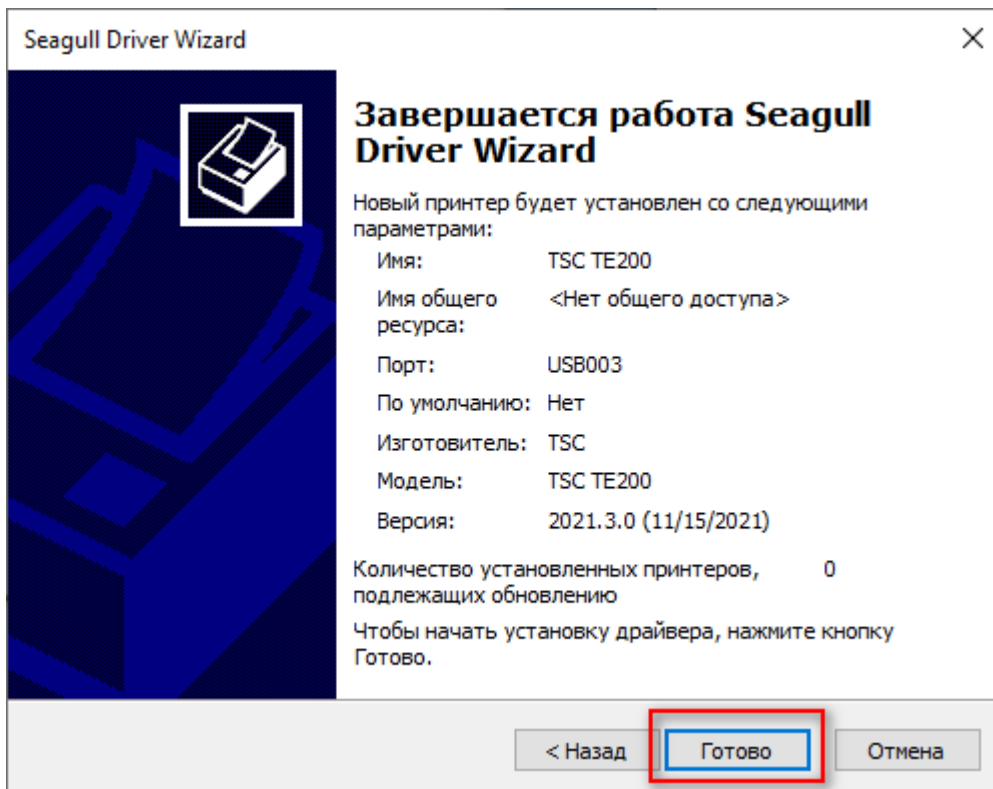 Seagull Driver Wizard
Завершается работа Seagull
Driver Wizard
Новый принтер будет установлен со следующими
параметрами:
Имя: TSC TE200
Имя общего <Нет общего доступа>
ресурса:
Порт: USB003
По умолчанию: Нет
Изготовитель: TSC
Модель: TSC TE200
Версия: 2021.3.0 (11/15/2021)
Количество установленных принтеров, 0
подлежащих обновлению
Чтобы начать установку драйвера, нажмите кнопку
Готово.
< Назад Готово Отмена